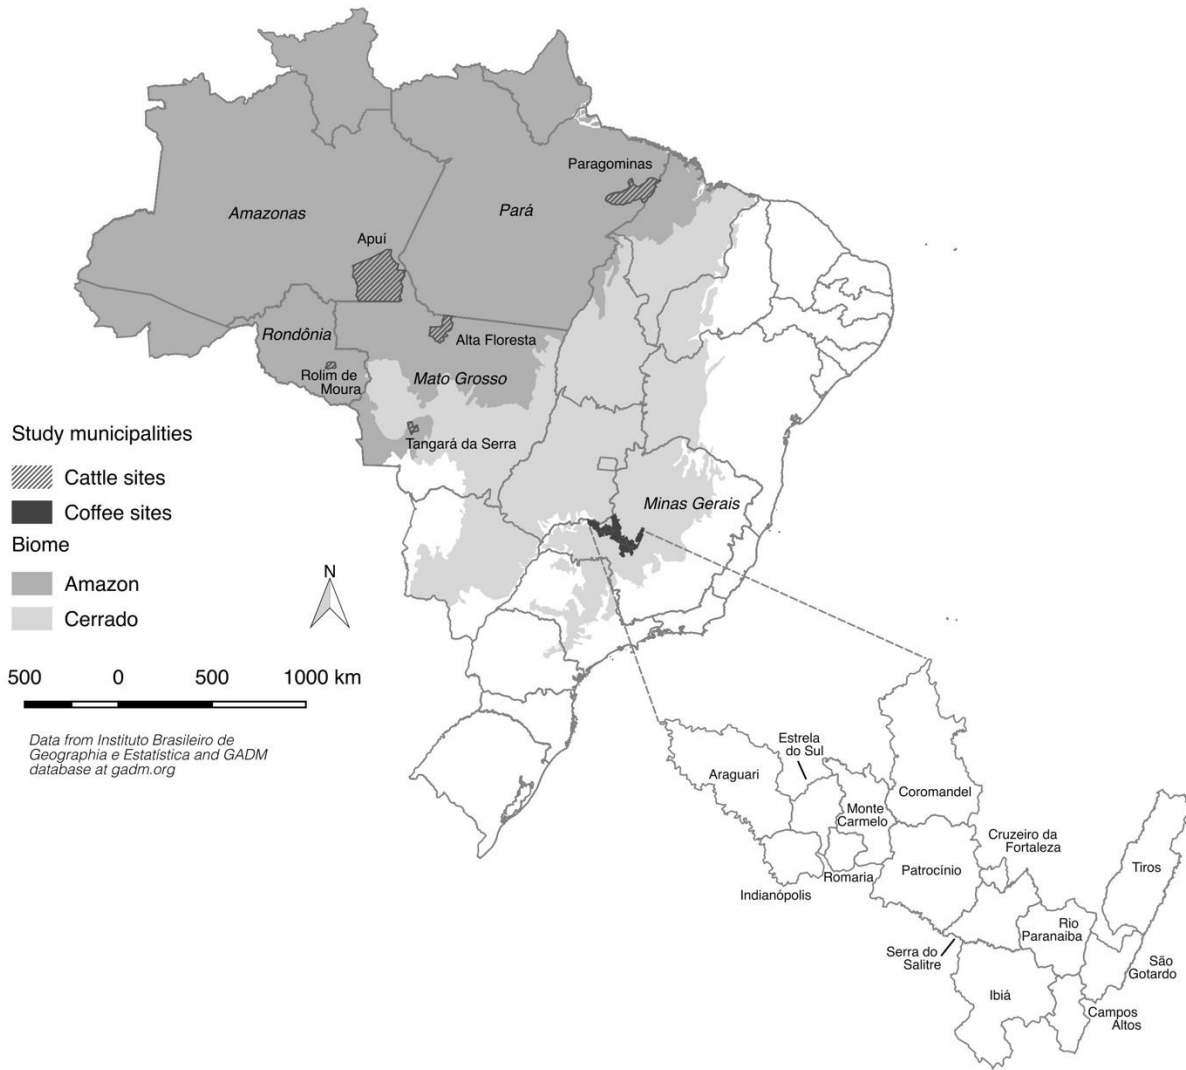 Paragominas
Amazonas
Pará
Apuí
Rondônia
Alta Floresta
Rolim de
Moura
Mato Grosso
Tangará da Serra
Minas Gerais
Study municipalities
Cattle sites
Coffee sites
Biome
Amazon
Cerrado
N
500 0 500 1000 km
Data from Instituto Brasileiro de
Geographia e Estatística and GADM
database at gadm.org
Estrela
do Sul
Araguari
Coromandel
Monte
Carmelo
Cruzeiro da
Fortaleza
Patrocínio
Romaria
Indianópolis
Tiros
Rio
Paranaiba
Serra do
Salitre
São
Gotardo
Ibiá
Campos
Altos